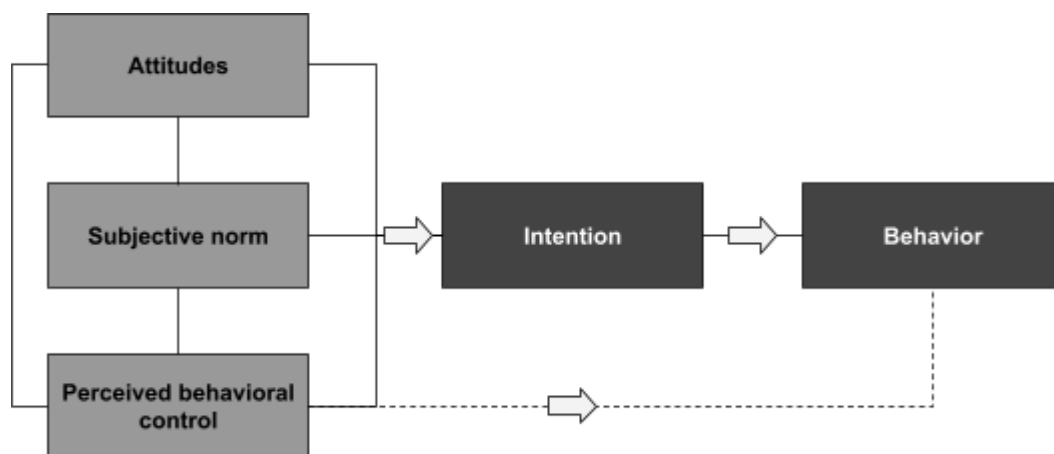 Attitudes
Subjective norm
Intention
Behavior
Perceived behavioral
control